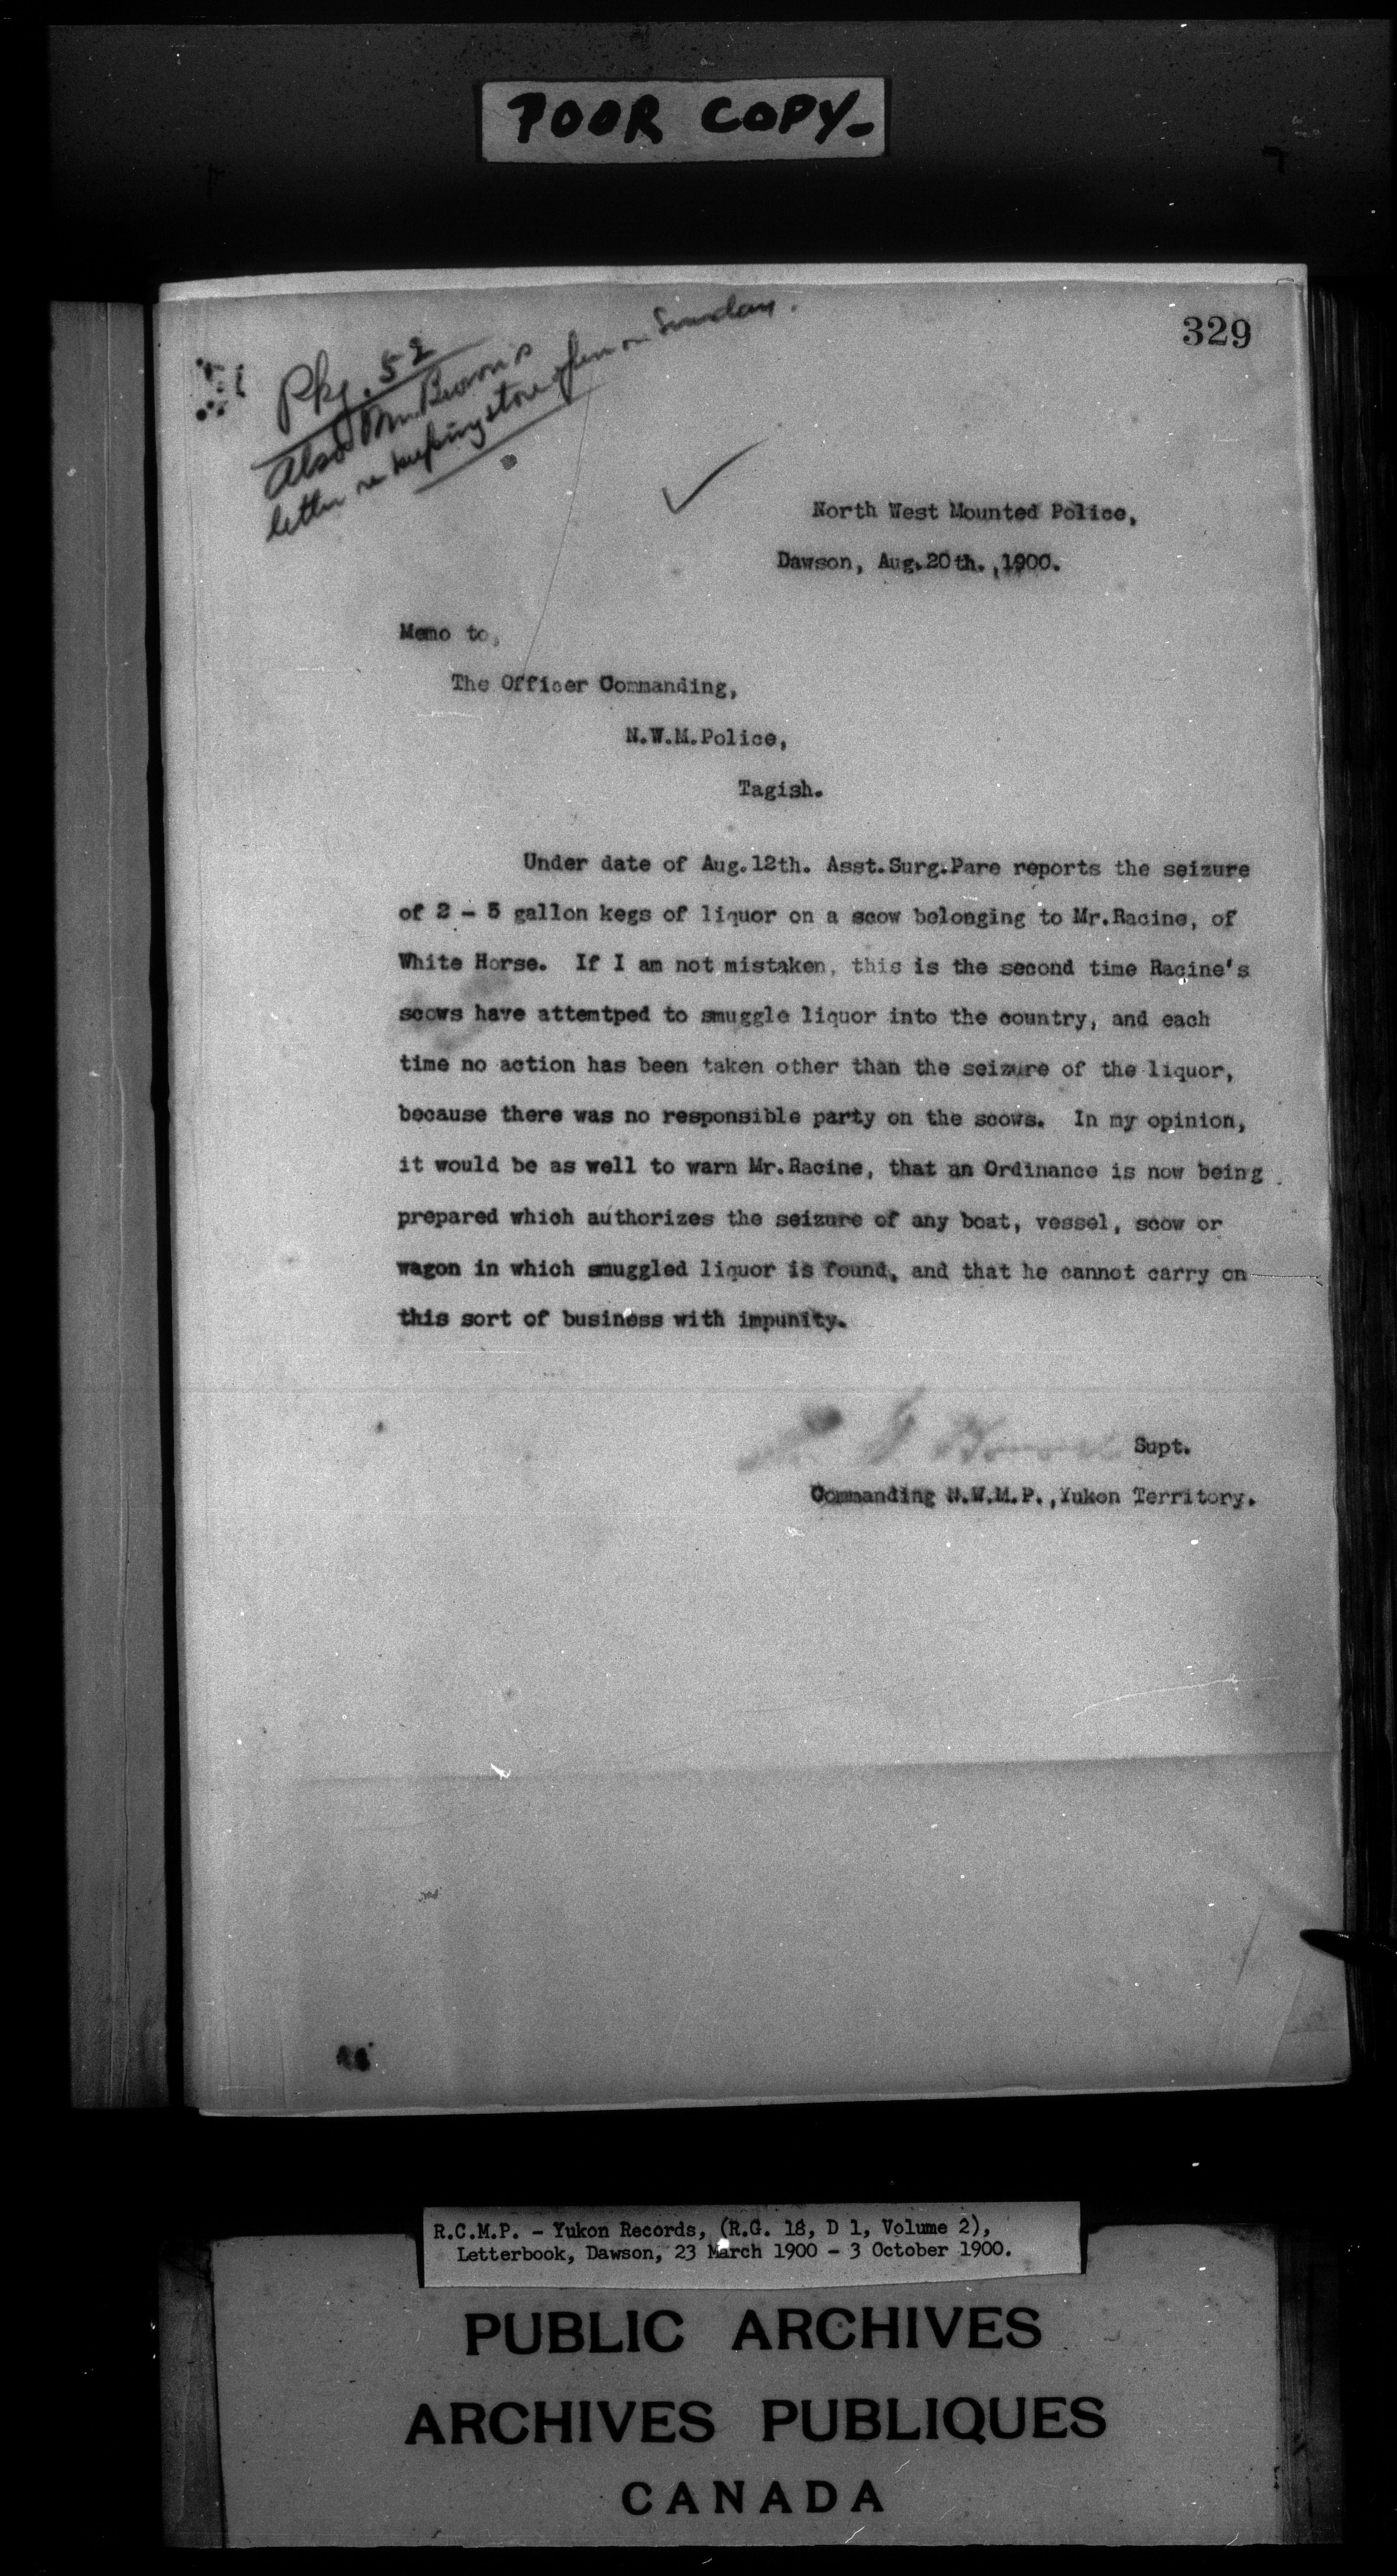 POOR COPY-
329
Pkg. 52
Also Mr. Brown's
letter re keeping store open on Sunday.
North West Mounted Police,
Dawson, Aug.20th.,1900.
Memo to,
The Officer Commanding,
N.W.M.Police,
Tagish.
Under date of Aug.12th. Asst.Surg.Pare reports the seizure
of 2 - 5 gallon kegs of liquor on a scow belonging to Mr.Racine, of
White Horse. If I am not mistaken, this is the second time Racine's
scows have attemtped to smuggle liquor into the country, and each
time no action has been taken other than the seizure of the liquor,
because there was no responsible party on the scows. In my opinion,
it would be as well to warn Mr.Racine, that an Ordinance is now being
prepared which authorizes the seizure of any boat, vessel, scow or
wagon in which smuggled liquor is found, and that he cannot carry on
this sort of business with impunity.
Supt.
Commanding N.W.M.P.,Yukon Territory.
R.C.M.P. - Yukon Records, (R.G. 18, D 1, Volume 2),
Letterbook, Dawson, 23 March 1900 - 3 October 1900.
PUBLIC ARCHIVES
ARCHIVES PUBLIQUES
CANADA